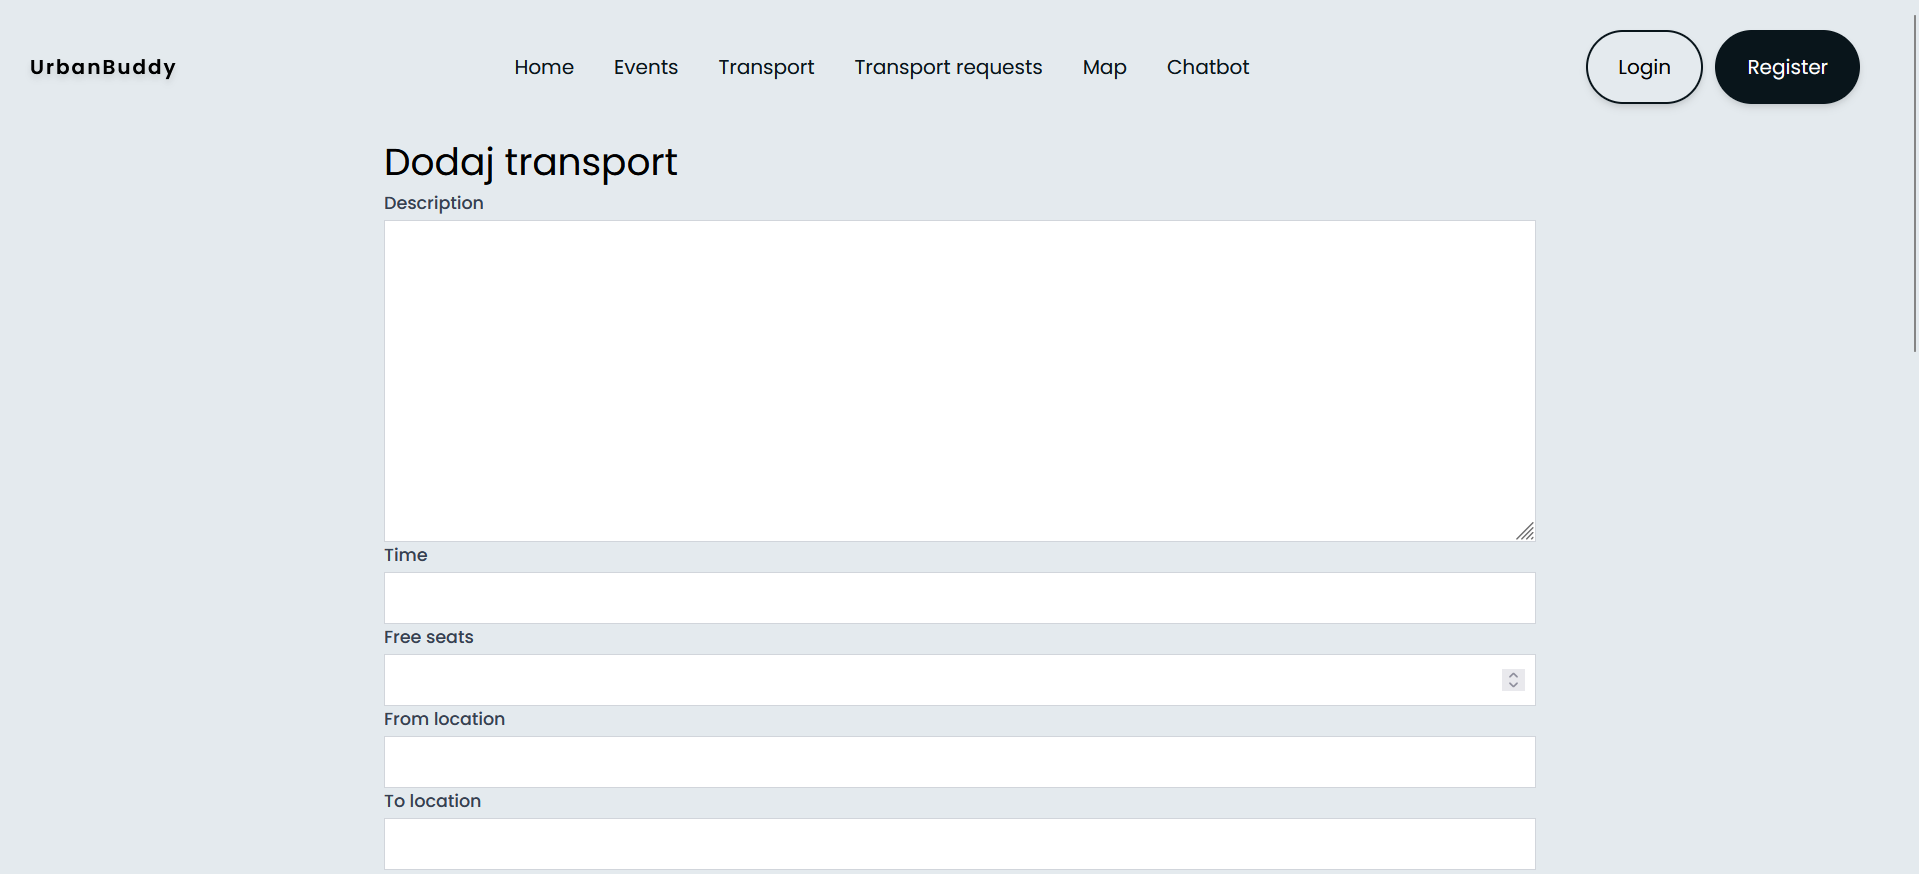 UrbanBuddy
Home Events Transport Transport requests Map Chatbot
Login Register
Dodaj transport
Description
Time
Free seats
From location
To location